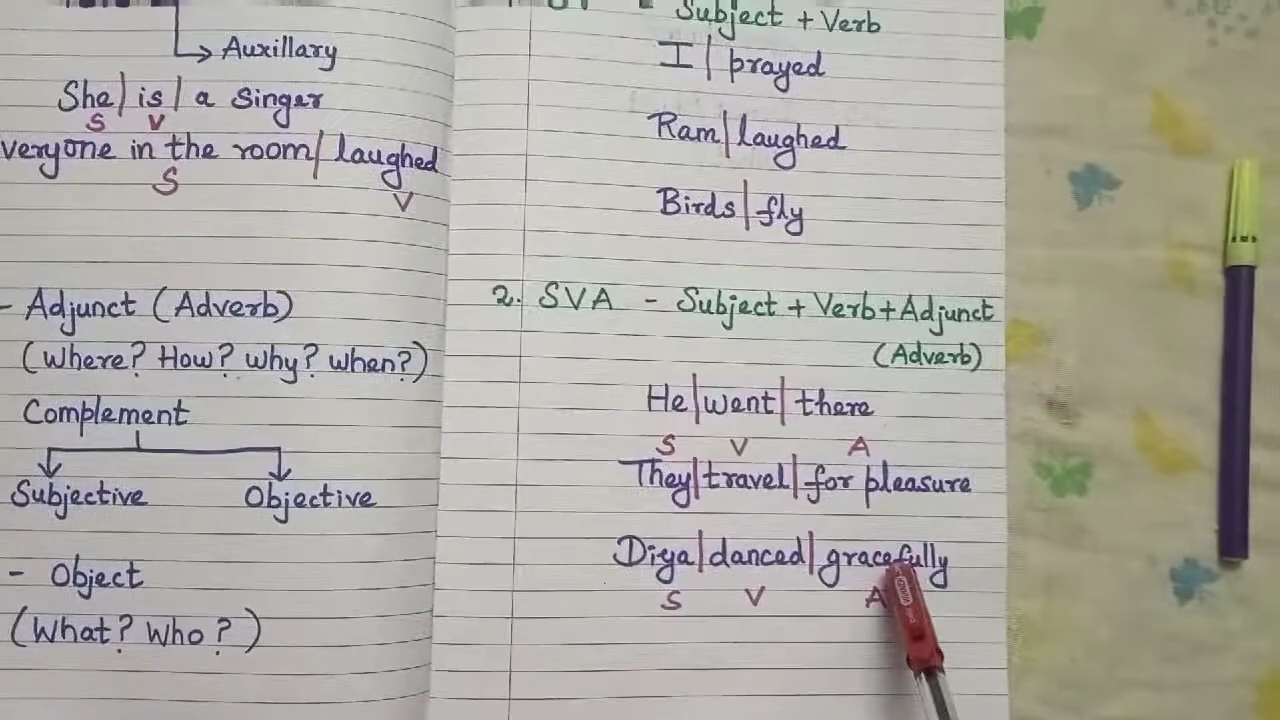 Auxillary
She | is | a singer
S V
veryone in the room | laughed
S
V
- Adjunct (Adverb)
(Where? How? Why? when?)
Complement
Subjective Objective
- Object
(What? Who?)
Subject + Verb
I | prayed
Ram | laughed
Birds | fly
2. SVA - Subject + Verb + Adjunct
(Adverb)
He | went | there
S V A
They | travel | for pleasure
Diya | danced | gracefully
S V A